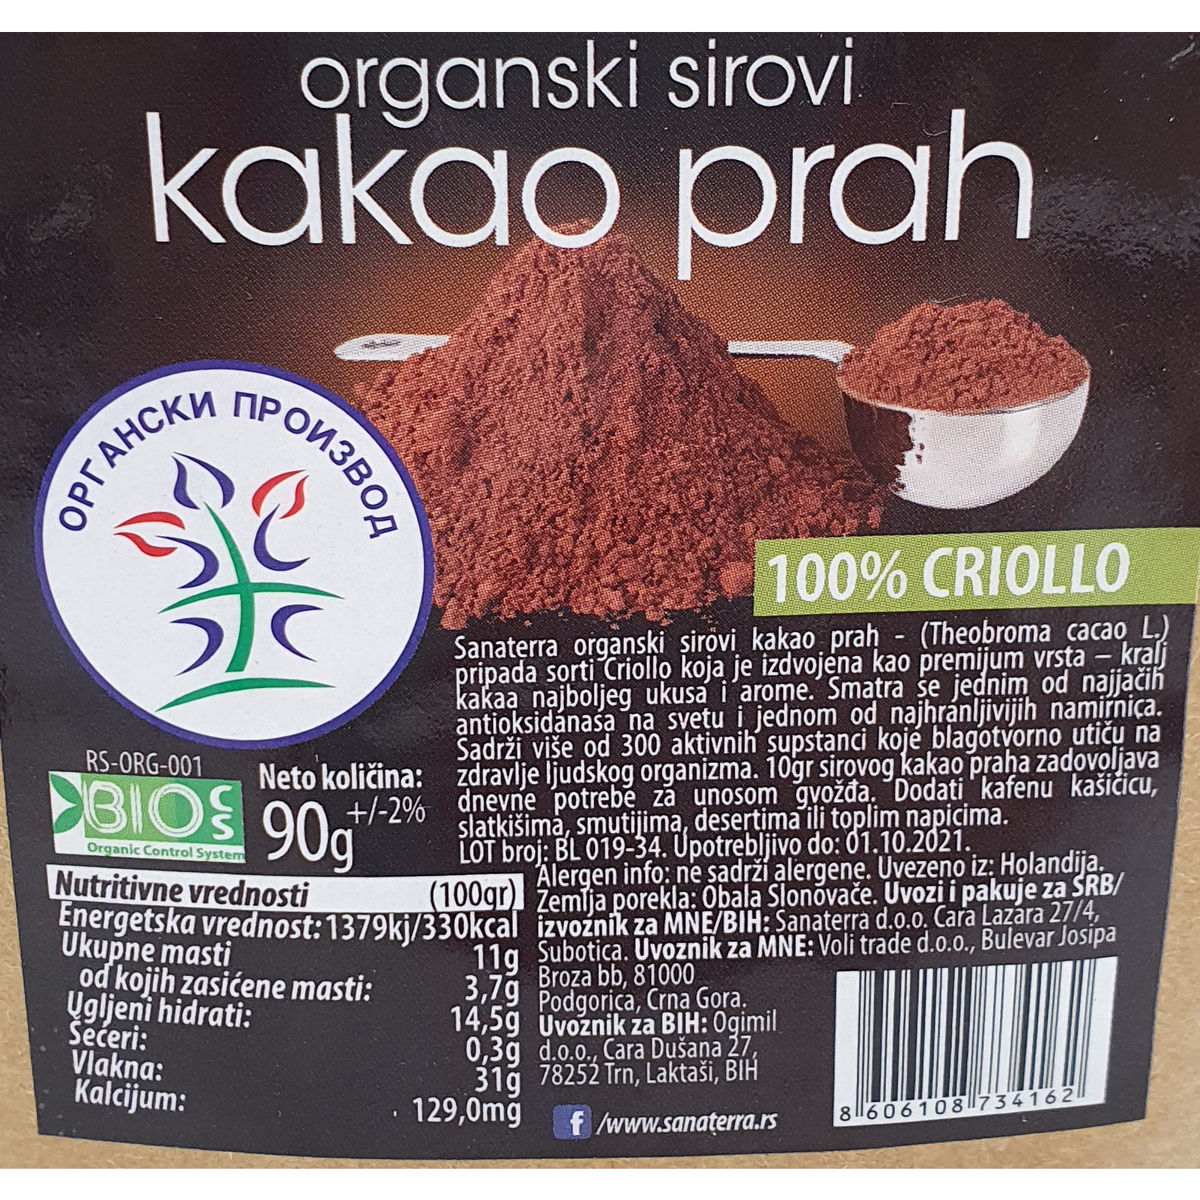 organski sirovi
kakao prah
ОРГАНСКИ ПРОИЗВОД
100% CRIOLLO
Sanaterra organski sirovi kakao prah - (Theobroma cacao L.)
pripada sorti Criollo koja je izdvojena kao premijum vrsta – kralj
kakaa najboljeg ukusa i arome. Smatra se jednim od najjačih
antioksidanasa na svetu i jednom od najhranljivijih namirnica.
Sadrži više od 300 aktivnih supstanci koje blagotvorno utiču na
zdravlje ljudskog organizma. 10gr sirovog kakao praha zadovoljava
dnevne potrebe za unosom gvožđa. Dodati kafenu kašičicu,
slatkišima, smutijima, desertima ili toplim napicima.
LOT broj: BL 019-34. Upotrebljivo do: 01.10.2021.
Alergen info: ne sadrži alergene. Uvezeno iz: Holandija.
Zemlja porekla: Obala Slonovače. Uvozi i pakuje za SRB/
izvoznik za MNE/BIH: Sanaterra d.o.o. Cara Lazara 27/4,
Subotica. Uvoznik za MNE: Voli trade d.o.o., Bulevar Josipa
Broza bb, 81000
Podgorica, Crna Gora.
Uvoznik za BIH: Ogimil
d.o.o., Cara Dušana 27,
78252 Trn, Laktaši, BIH
f /www.sanaterra.rs
8 606108 734162
RS-ORG-001
BIO CS
Organic Control System
Neto količina:
90g +/-2%
Nutritivne vrednosti (100gr)
Energetska vrednost: 1379kj/330kcal
Ukupne masti 11g
od kojih zasićene masti: 3,7g
Ugljeni hidrati: 14,5g
Šećeri: 0,3g
Vlakna: 31g
Kalcijum: 129,0mg